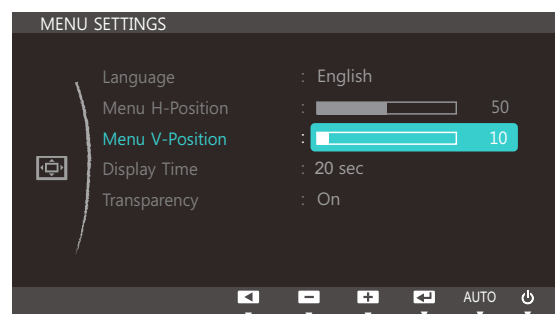 MENU SETTINGS
Language : English
Menu H-Position : 50
Menu V-Position : 10
Display Time : 20 sec
Transparency : On
AUTO